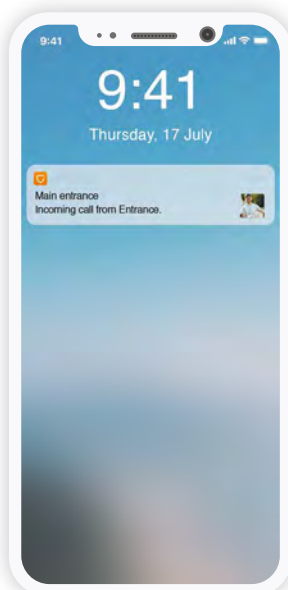 9:41
9:41
Thursday, 17 July
Main entrance
Incoming call from Entrance.